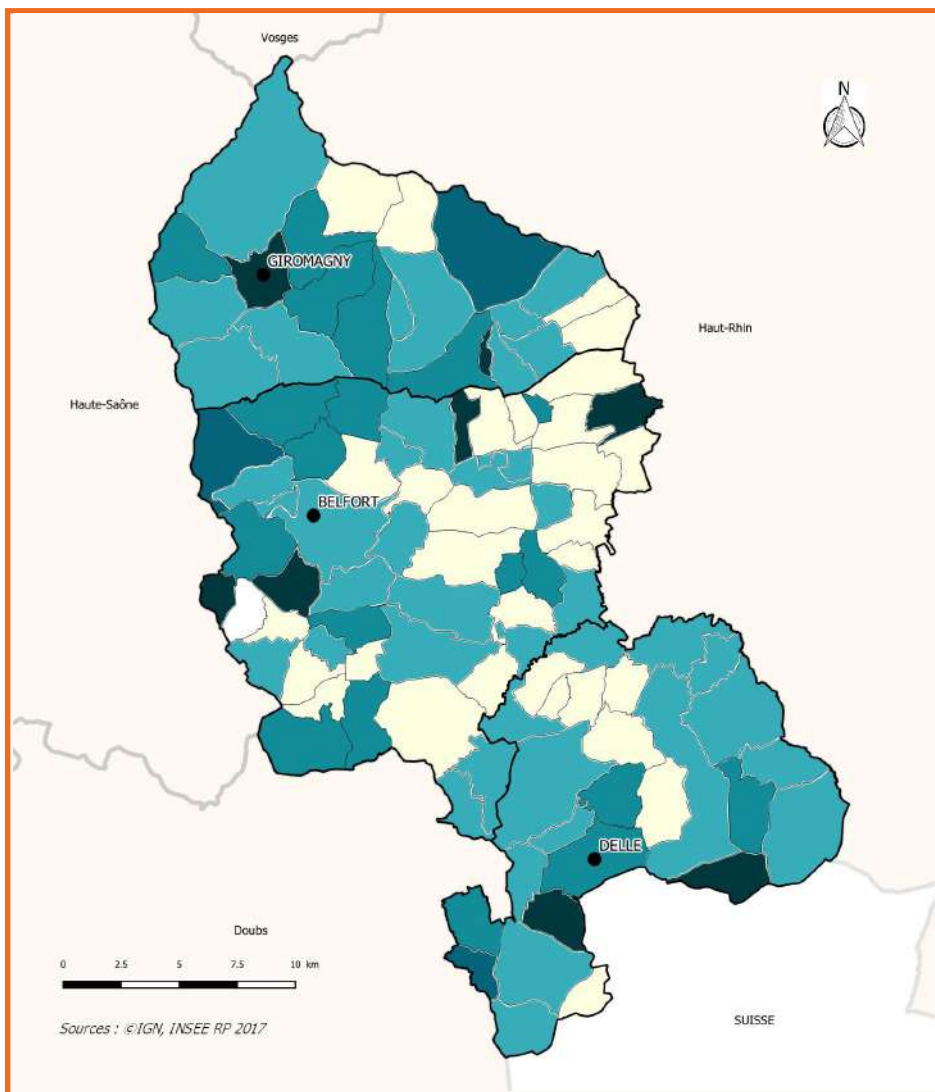 Vosges
N
GIROMAGNY
Haut-Rhin
Haute-Saône
BELFORT
DELLE
Doubs
0 2.5 5 7.5 10 km
Sources : ©IGN, INSEE RP 2017
SUISSE